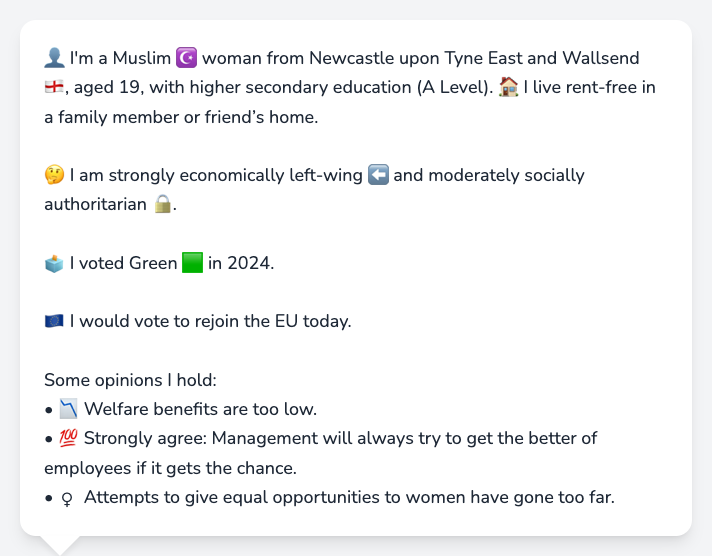 👤 I'm a Muslim ☪️ woman from Newcastle upon Tyne East and Wallsend
🏴󠁧󠁢󠁥󠁮󠁧󠁿, aged 19, with higher secondary education (A Level). 🏠 I live rent-free in
a family member or friend’s home.
🤔 I am strongly economically left-wing ⬅️ and moderately socially
authoritarian 🔒.
🗳️ I voted Green 🟩 in 2024.
🇪🇺 I would vote to rejoin the EU today.
Some opinions I hold:
• 📉 Welfare benefits are too low.
• 💯 Strongly agree: Management will always try to get the better of
employees if it gets the chance.
• ♀ Attempts to give equal opportunities to women have gone too far.